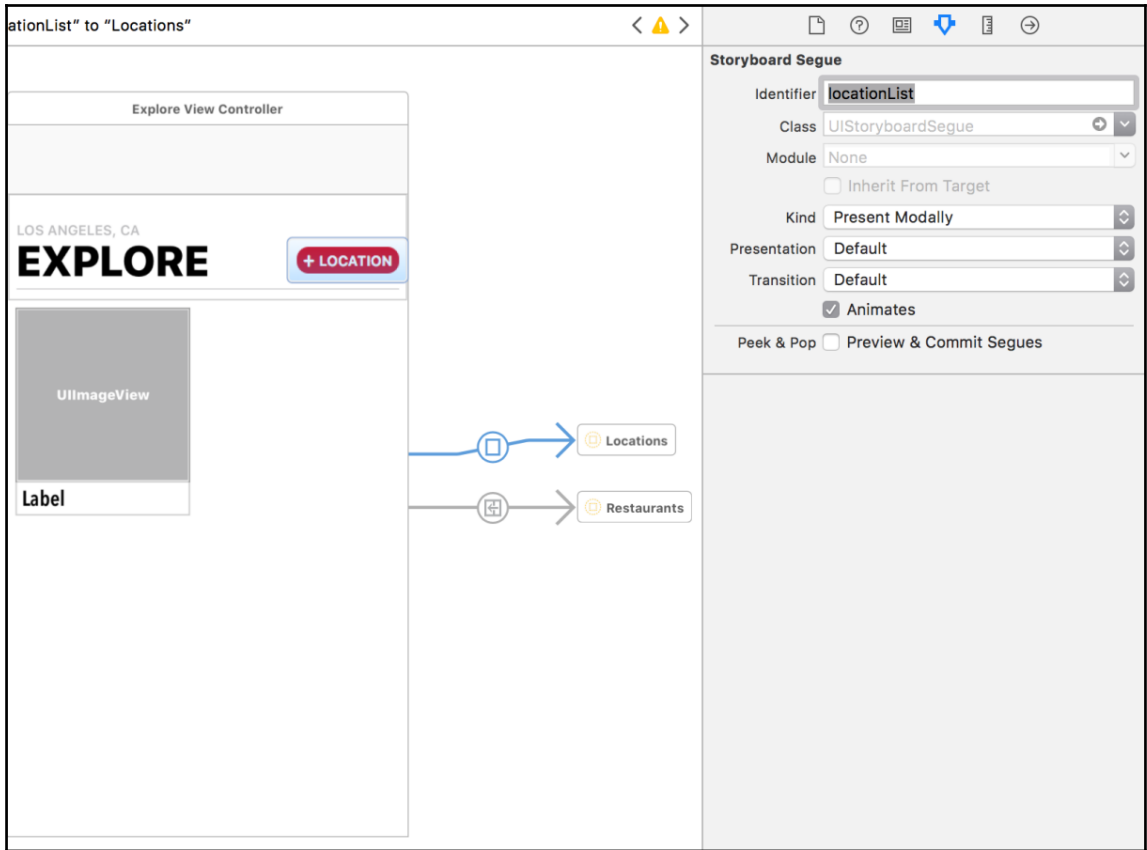 ationList” to “Locations”
Explore View Controller
LOS ANGELES, CA
EXPLORE
+ LOCATION
UIImageView
Label
Locations
Restaurants
Storyboard Segue
Identifier locationList
Class UIStoryboardSegue
Module None
Inherit From Target
Kind Present Modally
Presentation Default
Transition Default
Animates
Peek & Pop Preview & Commit Segues